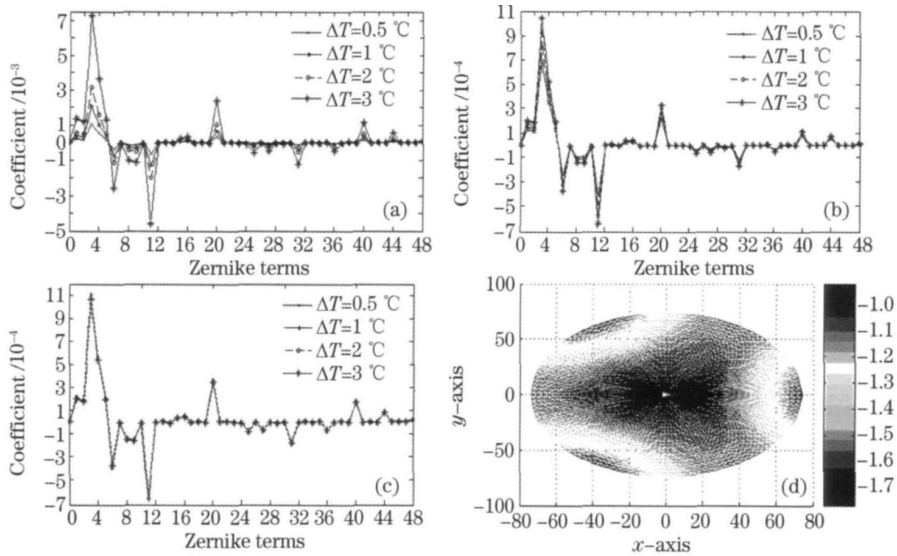 Coefficient /10⁻³
7
5
3
1
0
−1
−3
−5
ΔT=0.5 ℃
ΔT=1 ℃
ΔT=2 ℃
ΔT=3 ℃
(a)
0 4 8 12 16 20 24 28 32 36 40 44 48
Zernike terms
Coefficient /10⁻⁴
11
9
7
5
3
1
0
−1
−3
−5
−7
ΔT=0.5 ℃
ΔT=1 ℃
ΔT=2 ℃
ΔT=3 ℃
(b)
0 4 8 12 16 20 24 28 32 36 40 44 48
Zernike terms
Coefficient /10⁻⁴
11
9
7
5
3
1
0
−1
−3
−5
−7
ΔT=0.5 ℃
ΔT=1 ℃
ΔT=2 ℃
ΔT=3 ℃
(c)
0 4 8 12 16 20 24 28 32 36 40 44 48
Zernike terms
y−axis
100
50
0
−50
−100
(d)
−80 −60 −40 −20 0 20 40 60 80
x−axis
−1.0
−1.1
−1.2
−1.3
−1.4
−1.5
−1.6
−1.7